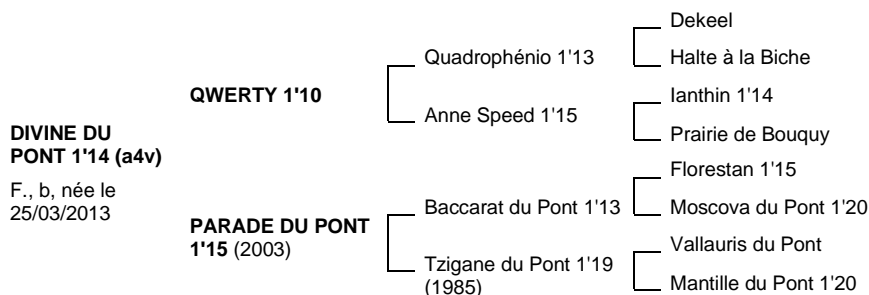 DIVINE DU
PONT 1'14 (a4v)
F., b, née le
25/03/2013
QWERTY 1'10
PARADE DU PONT
1'15 (2003)
Quadrophénio 1'13
Anne Speed 1'15
Baccarat du Pont 1'13
Tzigane du Pont 1'19
(1985)
Dekeel
Halte à la Biche
Ianthin 1'14
Prairie de Bouquy
Florestan 1'15
Moscova du Pont 1'20
Vallauris du Pont
Mantille du Pont 1'20